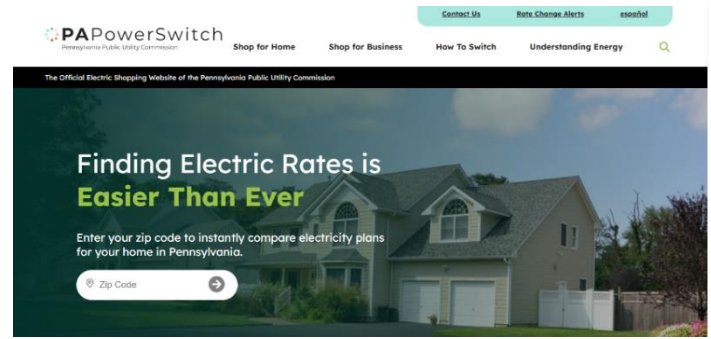 Contact Us Rate Change Alerts español
PAPowerSwitch
Pennsylvania Public Utility Commission
Shop for Home Shop for Business How To Switch Understanding Energy
The Official Electric Shopping Website of the Pennsylvania Public Utility Commission
Finding Electric Rates is
Easier Than Ever
Enter your zip code to instantly compare electricity plans
for your home in Pennsylvania.
Zip Code